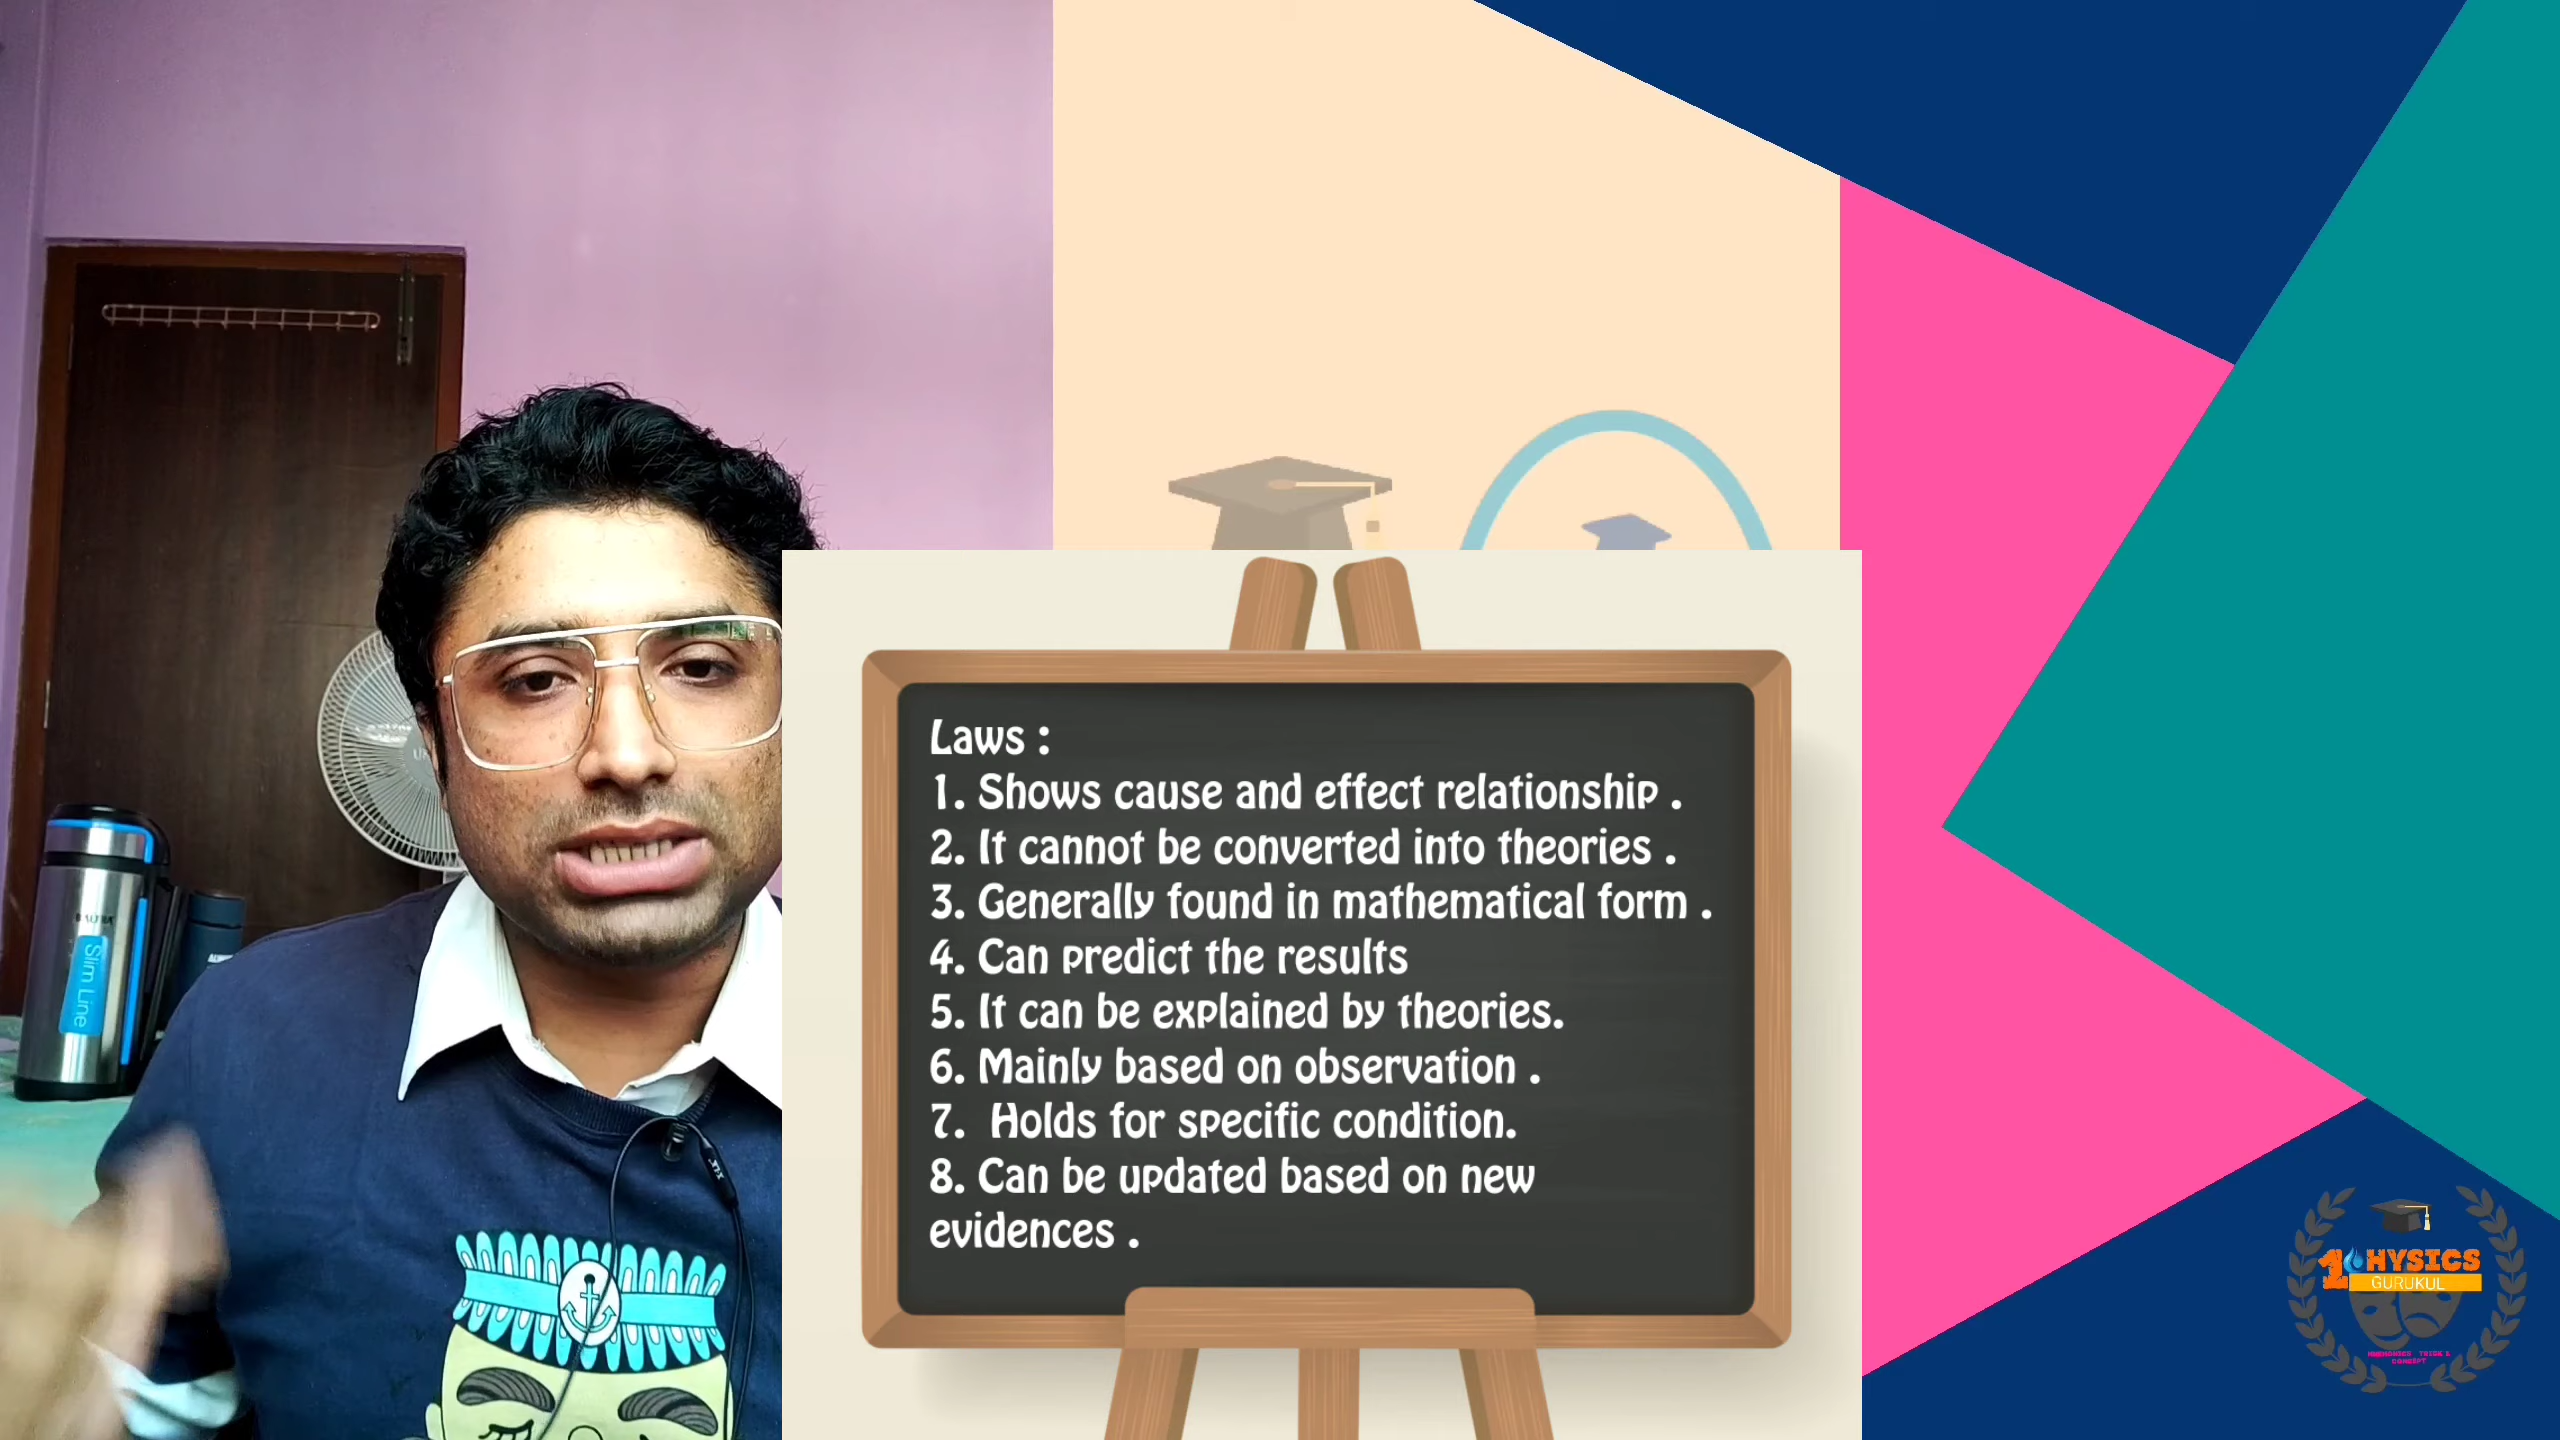 Laws :
1. Shows cause and effect relationship .
2. It cannot be converted into theories .
3. Generally found in mathematical form .
4. Can predict the results
5. It can be explained by theories.
6. Mainly based on observation .
7. Holds for specific condition.
8. Can be updated based on new
evidences .
Slim Line
HYSICS
GURUKUL